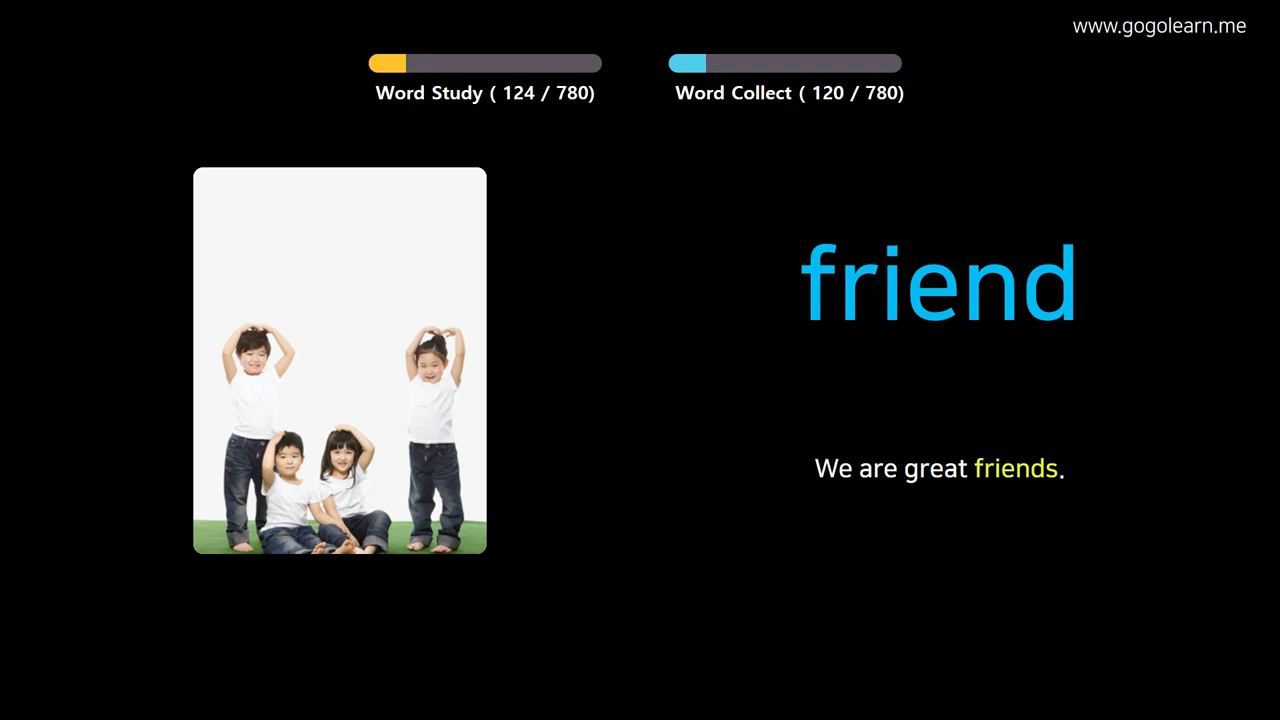 www.gogolearn.me
Word Study ( 124 / 780)
Word Collect ( 120 / 780)
friend
We are great friends.